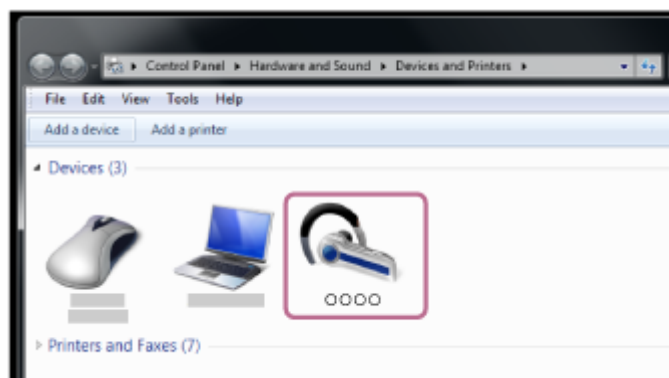 Control Panel ▸ Hardware and Sound ▸ Devices and Printers ▸
File Edit View Tools Help
Add a device Add a printer
Devices (3)
○○○○
Printers and Faxes (7)